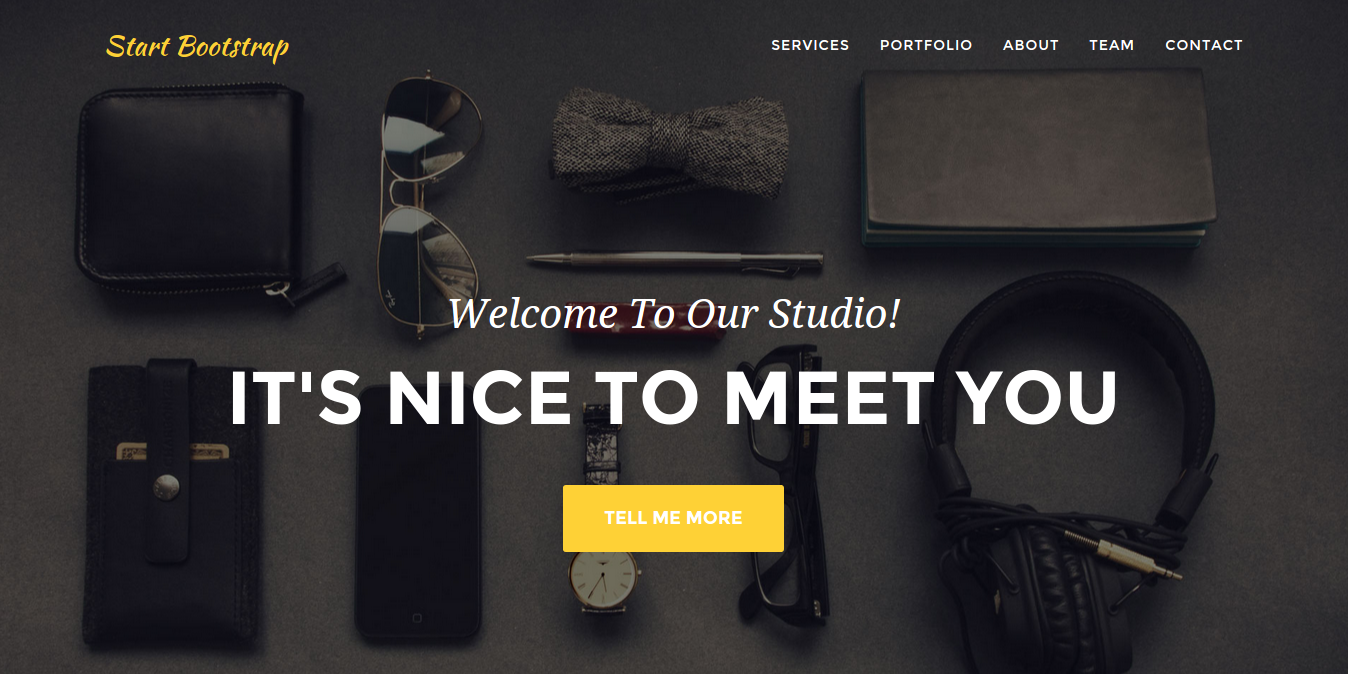 Start Bootstrap
SERVICES PORTFOLIO ABOUT TEAM CONTACT
Welcome To Our Studio!
IT'S NICE TO MEET YOU
TELL ME MORE